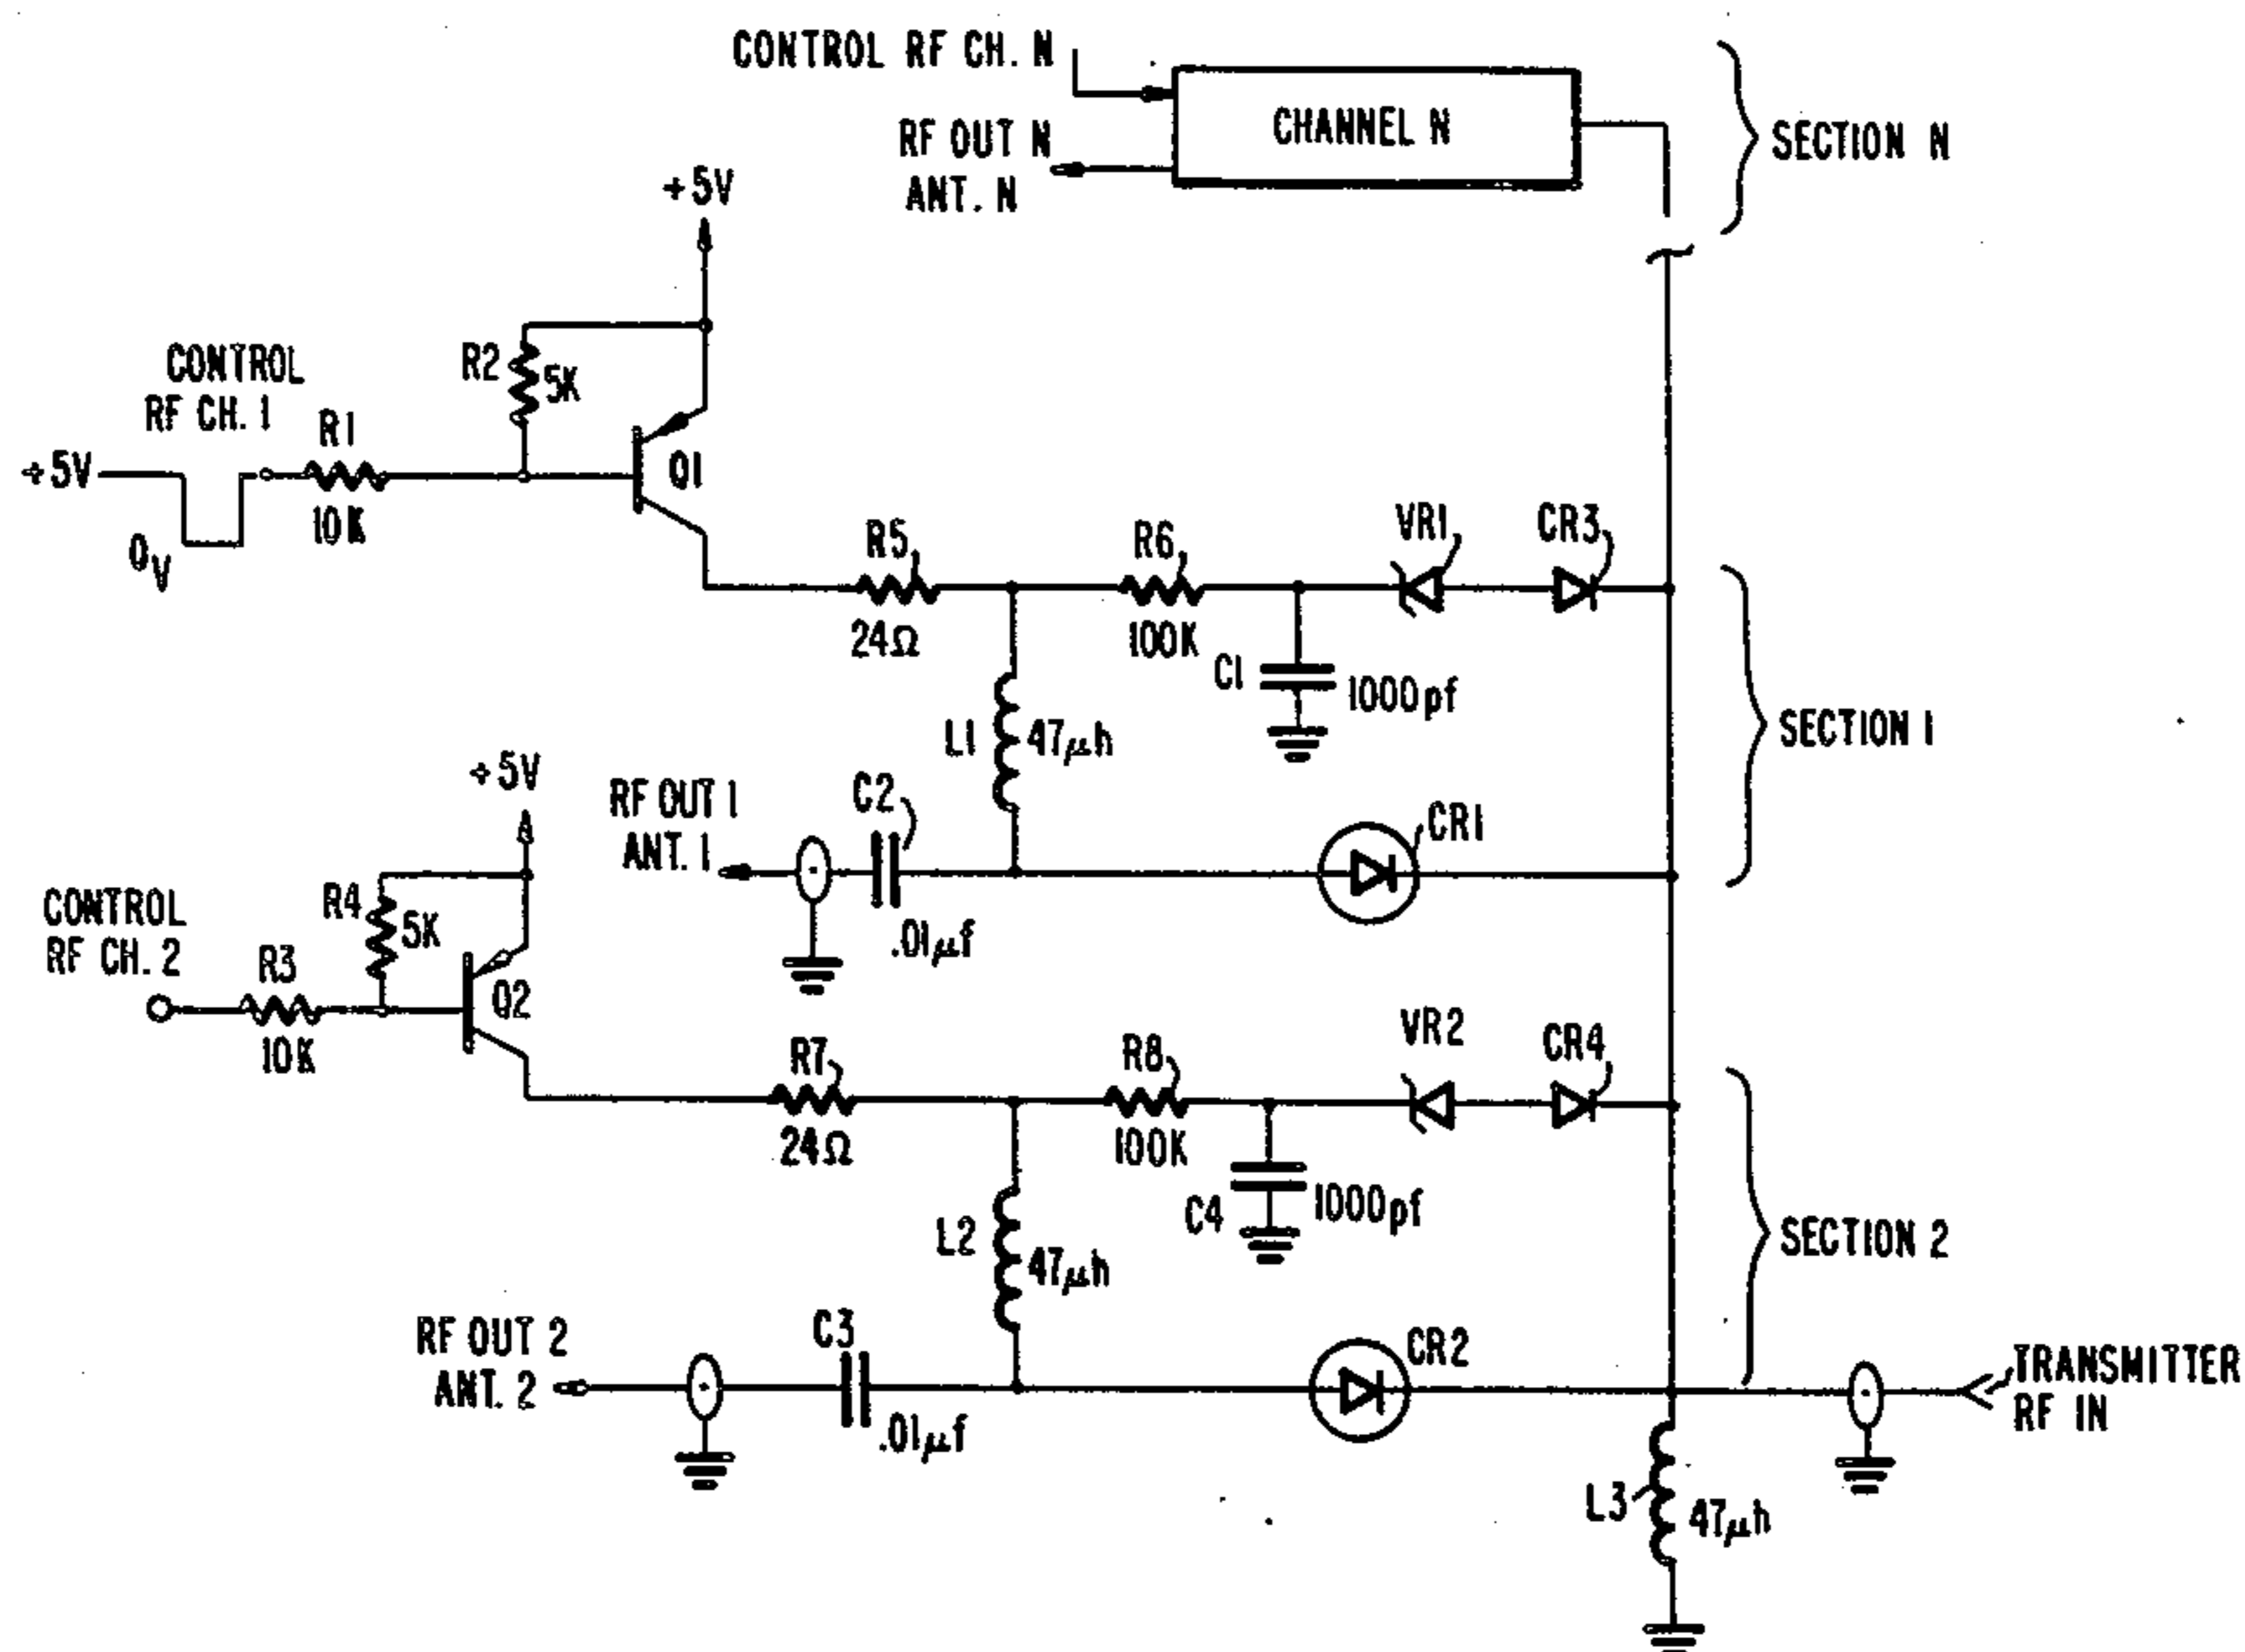 CONTROL RF CH. N
RF OUT N
ANT. N
CHANNEL N
SECTION N
+5V
CONTROL
RF CH. 1
R2
5K
R1
+5V
10K
0V
Q1
R5
24Ω
R6
100K
VR1
CR3
C1
1000pf
L1
47μh
SECTION 1
+5V
RF OUT 1
ANT. 1
C2
.01μf
CR1
CONTROL
RF CH. 2
R4
5K
R3
10K
Q2
R7
24Ω
R8
100K
VR2
CR4
C4
1000pf
L2
47μh
SECTION 2
RF OUT 2
ANT. 2
C3
.01μf
CR2
TRANSMITTER
RF IN
L3
47μh